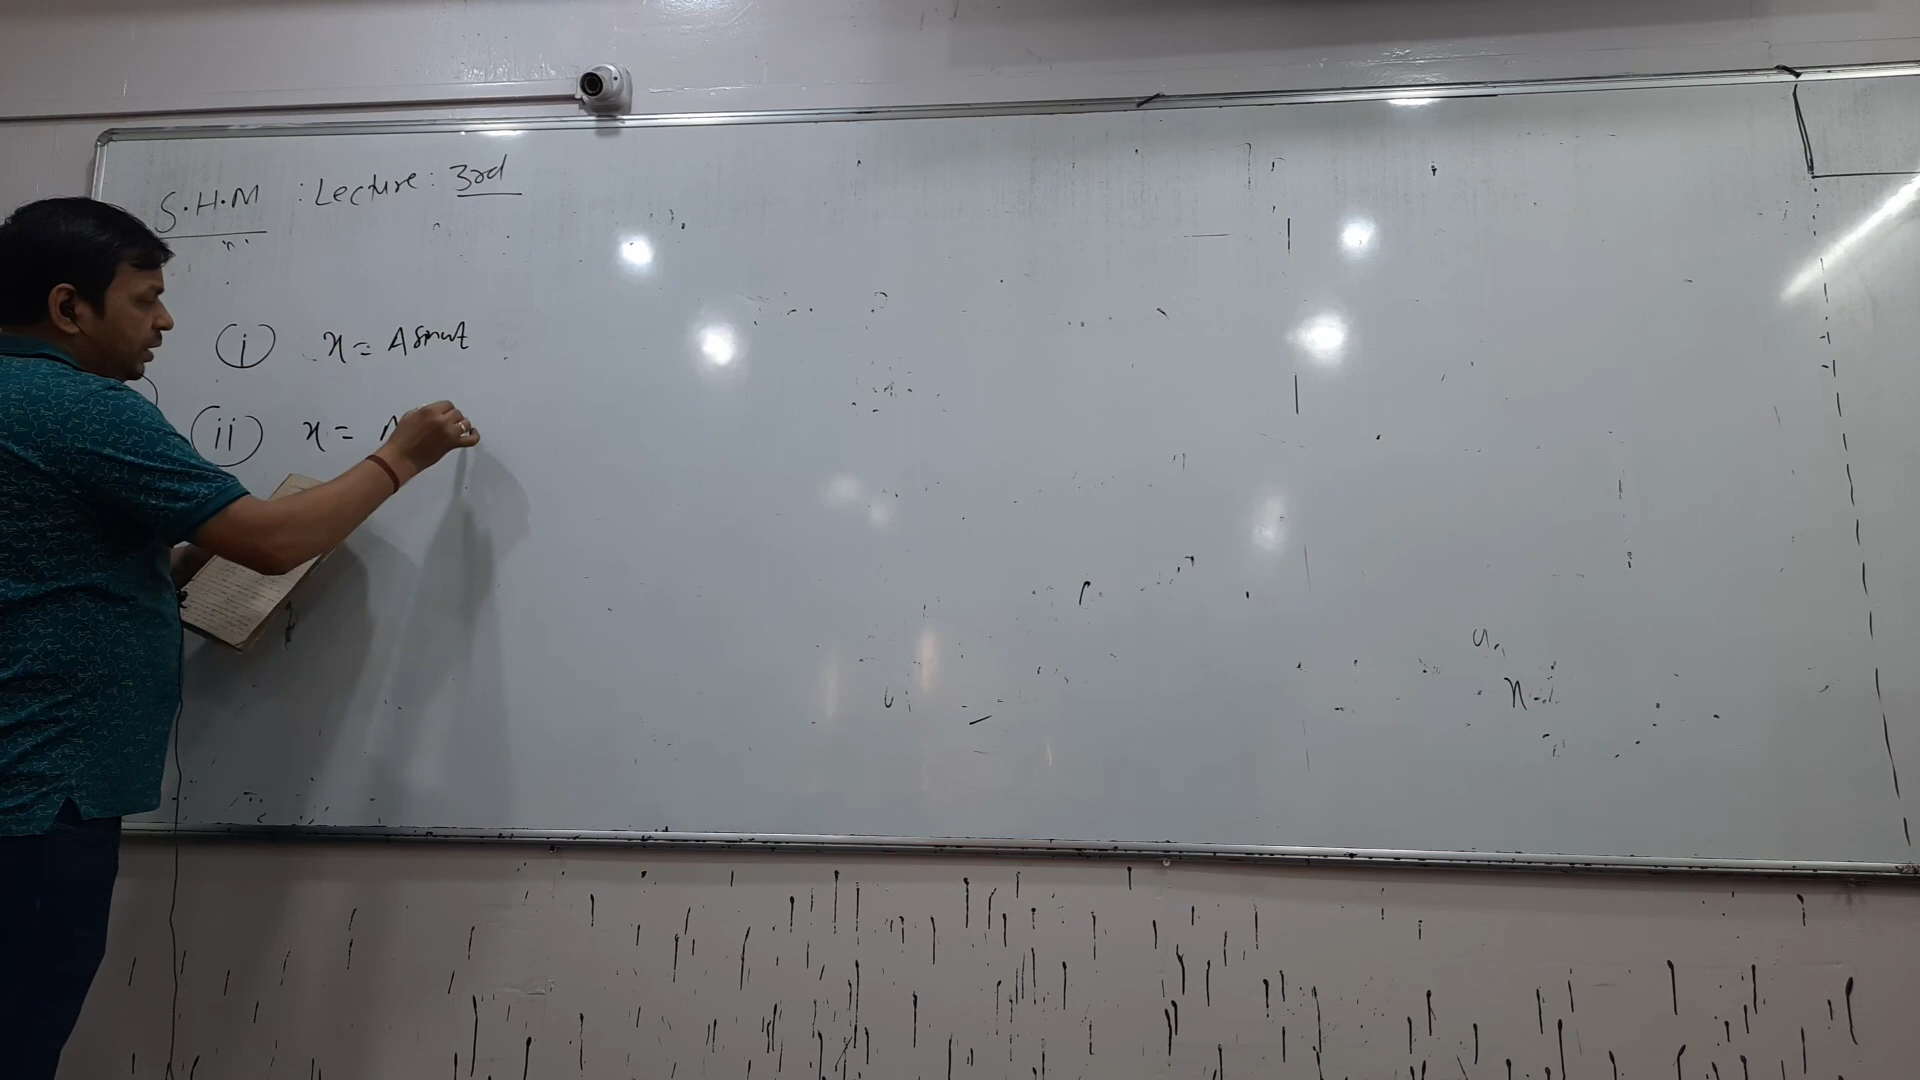 S.H.M : Lecture : 3rd
(i) x = A sinωt
(ii) x = A